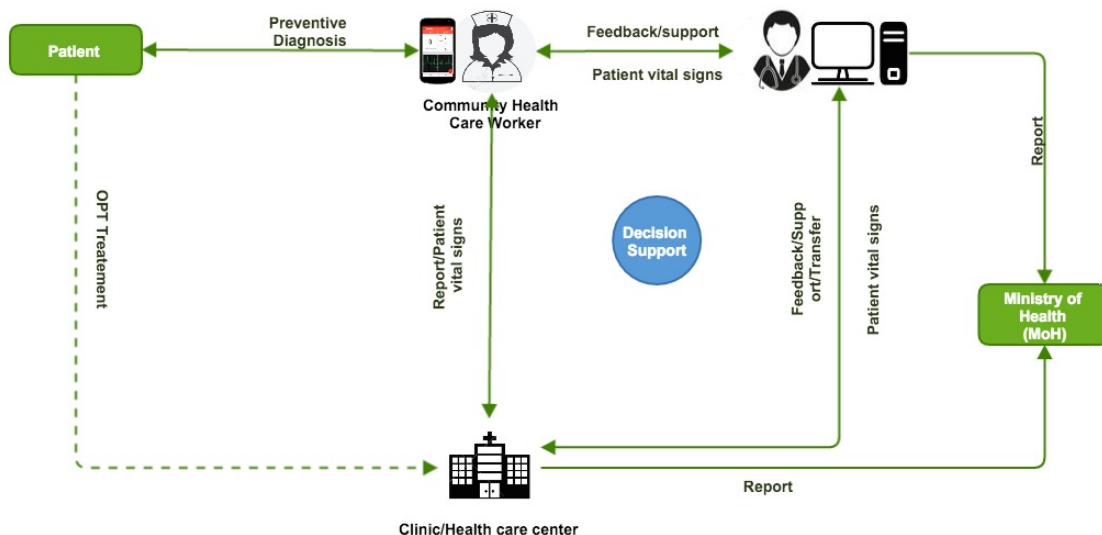 Patient
Preventive
Diagnosis
Feedback/support
Patient vital signs
Community Health
Care Worker
Report
OPT Treatement
Report/Patient
vital signs
Decision
Support
Feedback/Supp
ort/Transfer
Patient vital signs
Ministry of
Health
(MoH)
Report
Clinic/Health care center